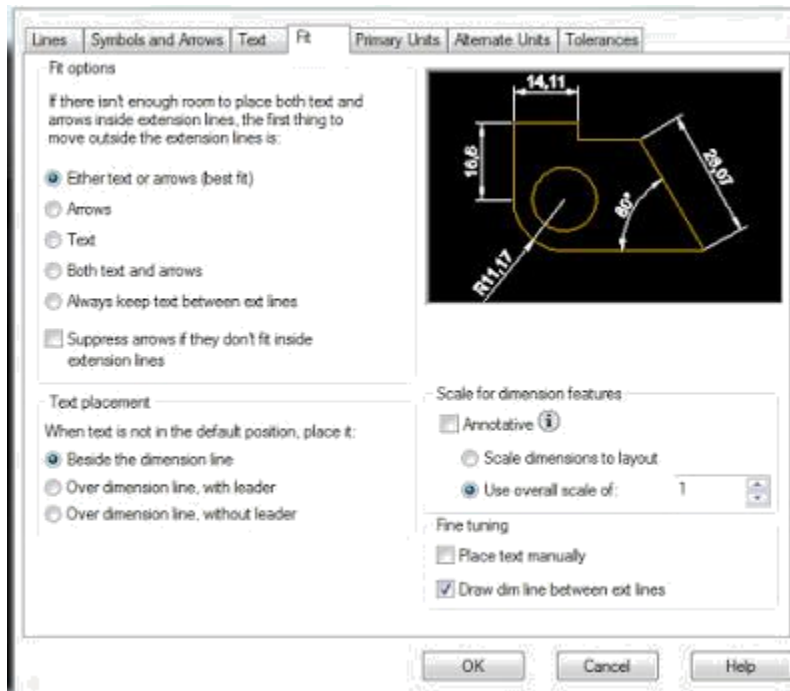 Lines Symbols and Arrows Text Fit Primary Units Alternate Units Tolerances
Fit options
If there isn't enough room to place both text and
arrows inside extension lines, the first thing to
move outside the extension lines is:
Either text or arrows (best fit)
Arrows
Text
Both text and arrows
Always keep text between ext lines
Suppress arrows if they don't fit inside
extension lines
Text placement
When text is not in the default position, place it:
Beside the dimension line
Over dimension line, with leader
Over dimension line, without leader
14,11
16,6
28,07
60°
R11,17
Scale for dimension features
Annotative
Scale dimensions to layout
Use overall scale of: 1
Fine tuning
Place text manually
Draw dim line between ext lines
OK Cancel Help